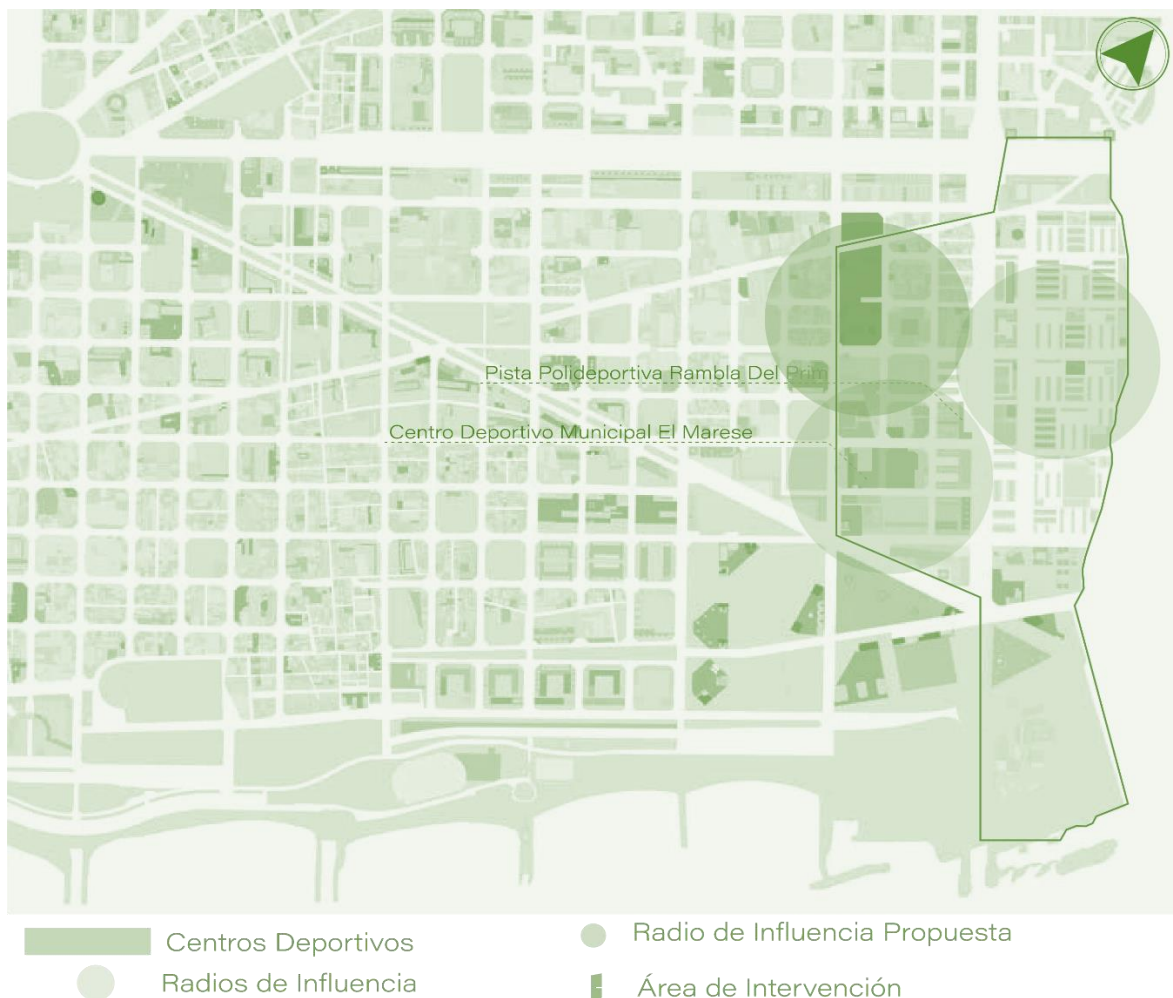 Pista Polideportiva Rambla Del Prim
Centro Deportivo Municipal El Marese
Centros Deportivos
Radio de Influencia Propuesta
Radios de Influencia
Área de Intervención